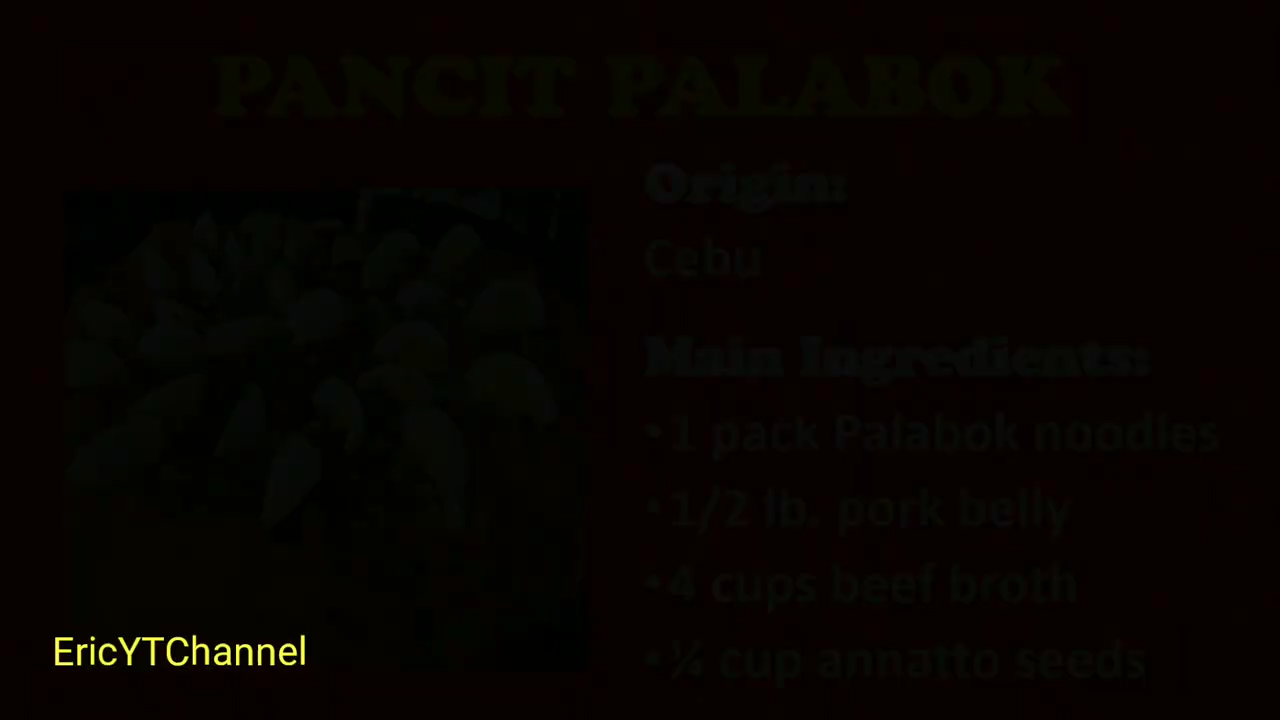 PANCIT PALABOK
Origin:
Cebu
Main Ingredients:
•1 pack Palabok noodles
•1/2 lb. pork belly
•4 cups beef broth
•¼ cup annatto seeds
EricYTChannel